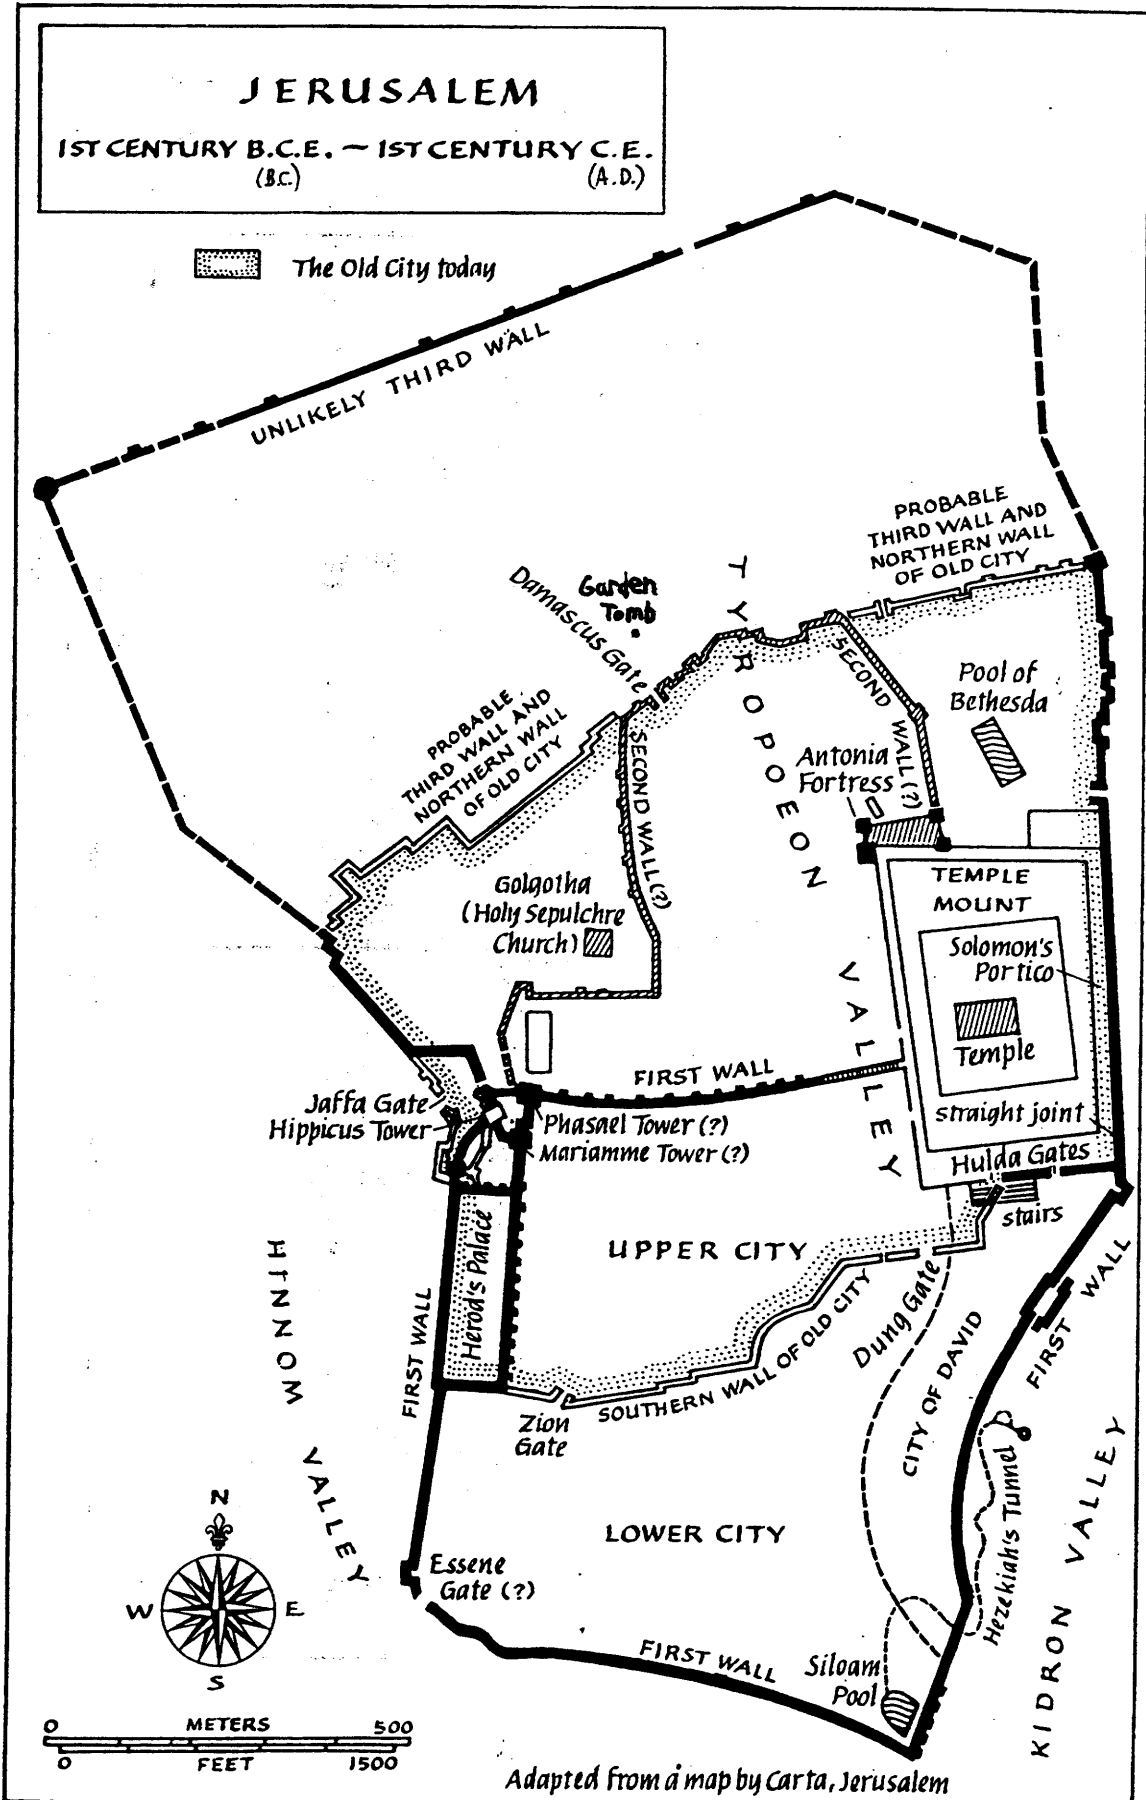 JERUSALEM
1ST CENTURY B.C.E. ~ 1ST CENTURY C.E.
(B.C.) (A.D.)
The Old City today
UNLIKELY THIRD WALL
PROBABLE
THIRD WALL AND
NORTHERN WALL
OF OLD CITY
Garden
Tomb
Damascus Gate
TYROPOEON VALLEY
SECOND WALL (?)
Pool of
Bethesda
PROBABLE
THIRD WALL AND
NORTHERN WALL
OF OLD CITY
SECOND WALL (?)
Antonia
Fortress
Golgotha
(Holy Sepulchre
Church)
TEMPLE
MOUNT
Solomon's
Portico
Temple
FIRST WALL
Jaffa Gate
Hippicus Tower
Phasael Tower (?)
Mariamme Tower (?)
straight joint
Hulda Gates
stairs
HINNOM VALLEY
Herod's Palace
FIRST WALL
UPPER CITY
SOUTHERN WALL OF OLD CITY
Dung Gate
CITY OF DAVID
FIRST WALL
Zion
Gate
Hezekiah's Tunnel
KIDRON VALLEY
LOWER CITY
Essene
Gate (?)
FIRST WALL
Siloam
Pool
N
W E
S
0 METERS 500
0 FEET 1500
Adapted from a map by Carta, Jerusalem